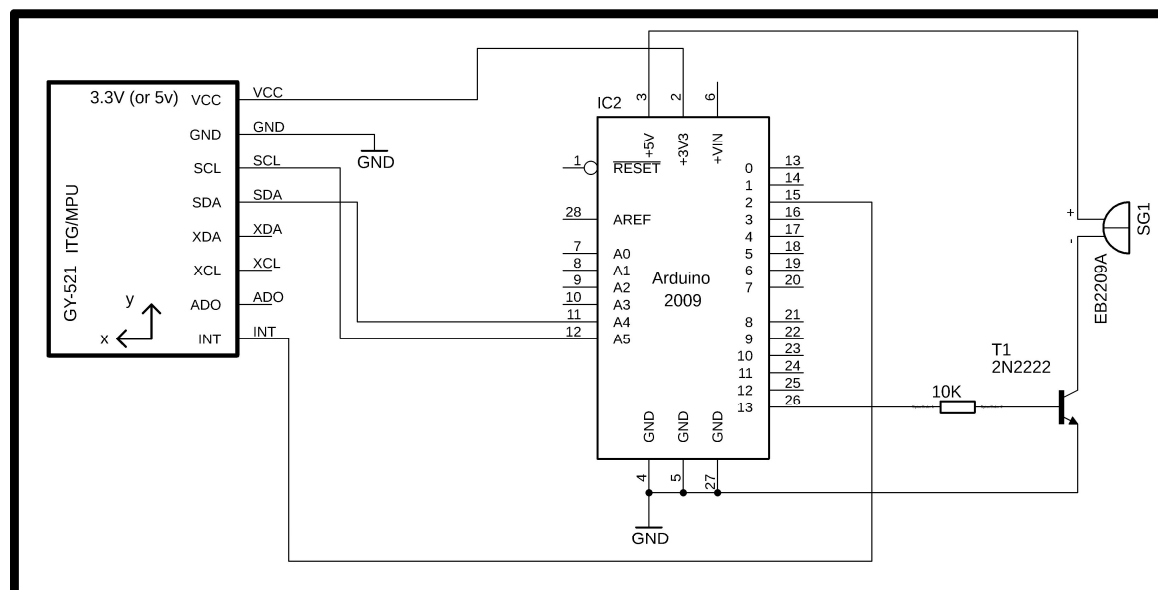 3.3V (or 5v)
VCC
GND
SCL
SDA
XDA
XCL
ADO
INT
GY-521 ITG/MPU
y
x
VCC
GND
SCL
SDA
XDA
XCL
ADO
INT
GND
IC2
3
2
6
+5V
+3V3
+VIN
1
RESET
28
AREF
7
A0
8
A1
9
A2
10
A3
11
A4
12
A5
Arduino
2009
0
13
1
14
2
15
3
16
4
17
5
18
6
19
7
20
8
21
9
22
10
23
11
24
12
25
13
26
GND
GND
GND
4
5
27
GND
10K
T1
2N2222
+
-
SG1
EB2209A